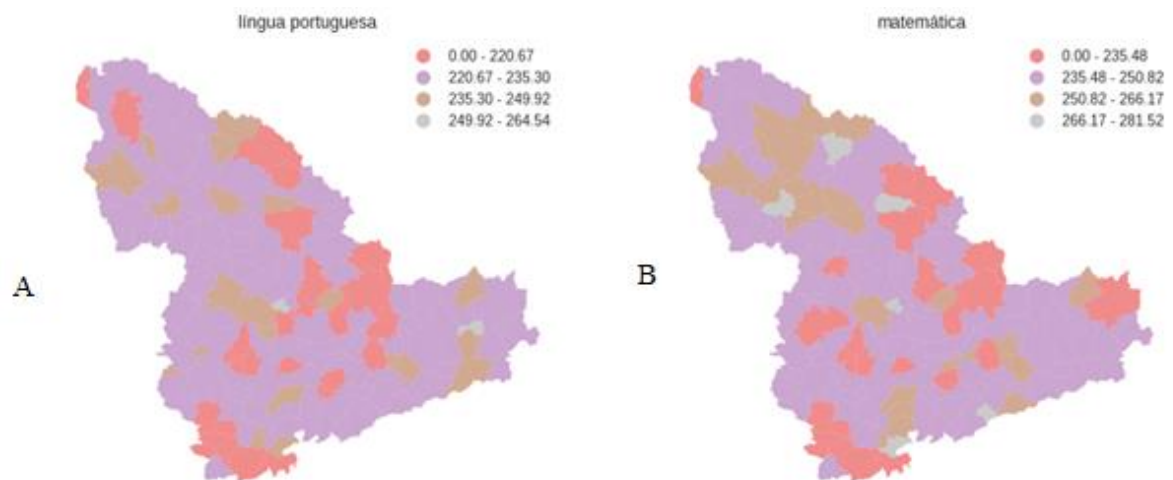 língua portuguesa
0.00 - 220.67
220.67 - 235.30
235.30 - 249.92
249.92 - 264.54
A
matemática
0.00 - 235.48
235.48 - 250.82
250.82 - 266.17
266.17 - 281.52
B